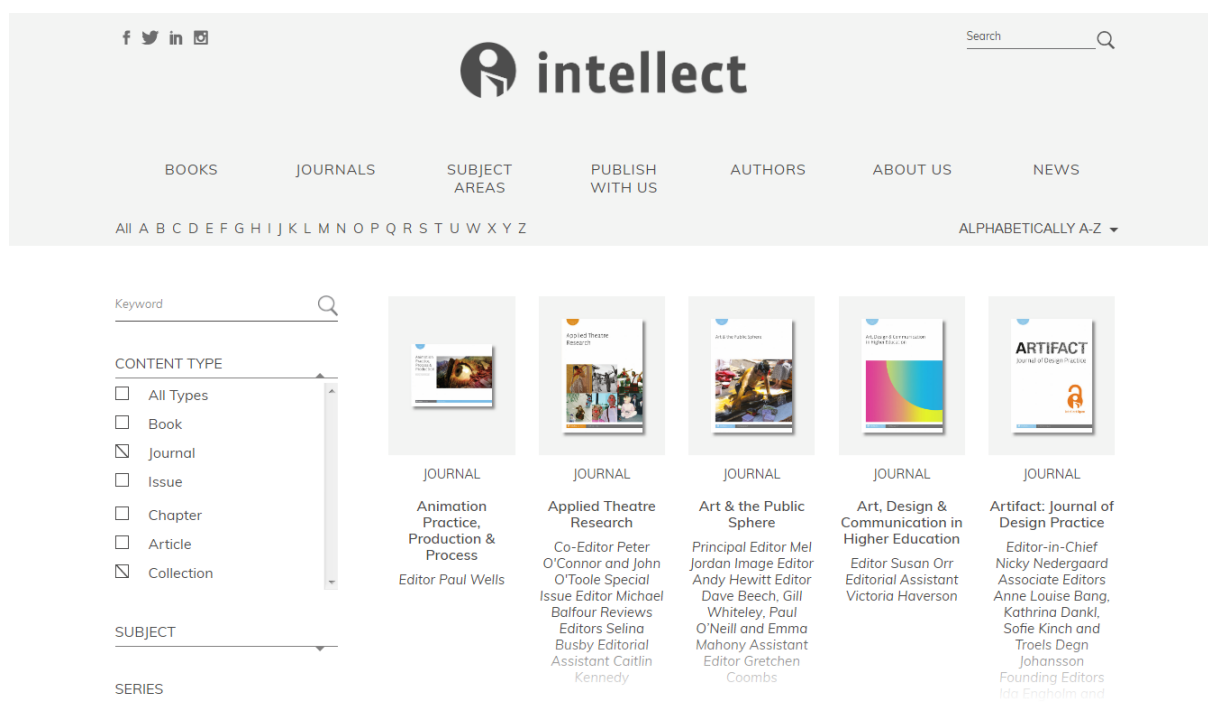 Search
intellect
BOOKS
JOURNALS
SUBJECT
AREAS
PUBLISH
WITH US
AUTHORS
ABOUT US
NEWS
All A B C D E F G H I J K L M N O P Q R S T U W X Y Z
ALPHABETICALLY A-Z
Keyword
CONTENT TYPE
All Types
Book
Journal
Issue
Chapter
Article
Collection
SUBJECT
SERIES
JOURNAL
Animation
Practice,
Production &
Process
Editor Paul Wells
Applied Theatre
Research
JOURNAL
Applied Theatre
Research
Co-Editor Peter
O'Connor and John
O'Toole Special
Issue Editor Michael
Balfour Reviews
Editors Selina
Busby Editorial
Assistant Caitlin
Kennedy
Art & the Public Sphere
JOURNAL
Art & the Public
Sphere
Principal Editor Mel
Jordan Image Editor
Andy Hewitt Editor
Dave Beech, Gill
Whiteley, Paul
O’Neill and Emma
Mahony Assistant
Editor Gretchen
Coombs
Art, Design & Communication
in Higher Education
JOURNAL
Art, Design &
Communication in
Higher Education
Editor Susan Orr
Editorial Assistant
Victoria Haverson
ARTIFACT
Journal of Design Practice
JOURNAL
Artifact: Journal of
Design Practice
Editor-in-Chief
Nicky Nedergaard
Associate Editors
Anne Louise Bang,
Kathrina Dankl,
Sofie Kinch and
Troels Degn
Johansson
Founding Editors
Ida Engholm and